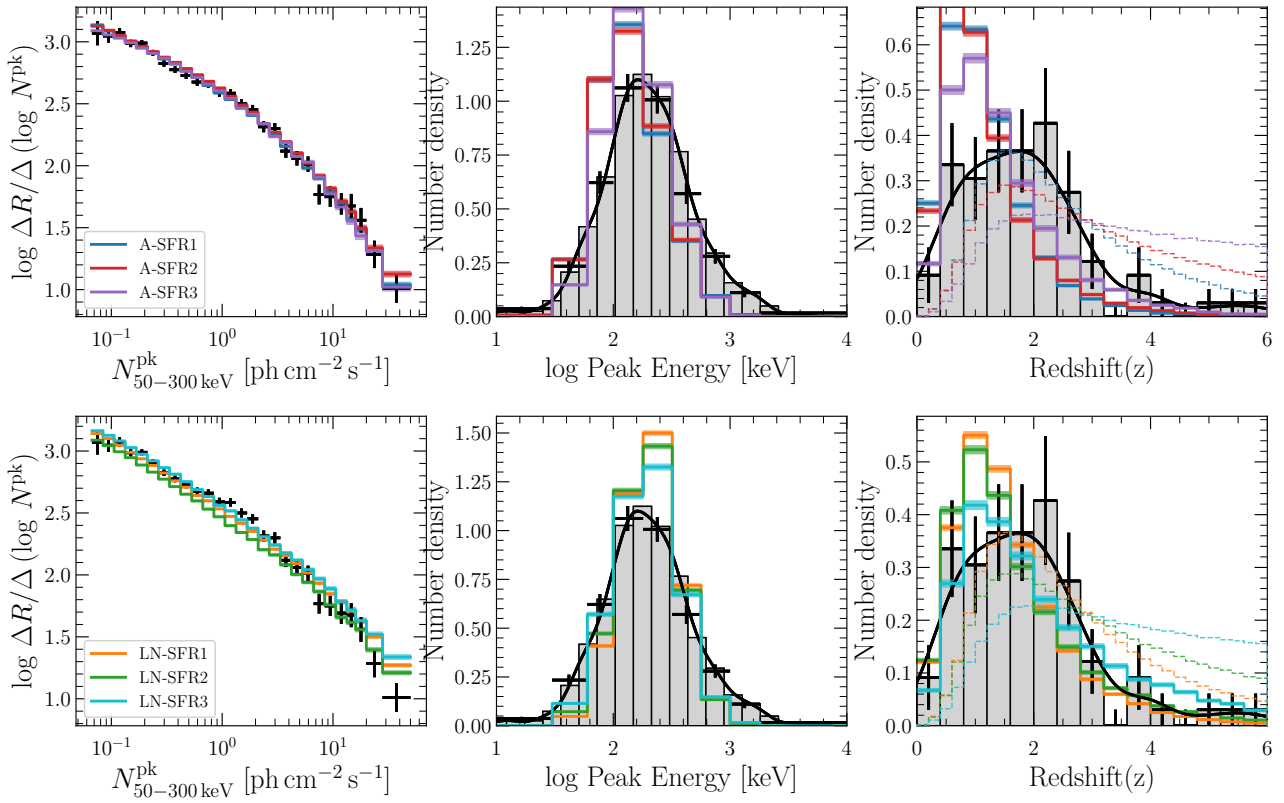 log ΔR/Δ (log N^pk)
3.0
2.5
2.0
1.5
1.0
A-SFR1
A-SFR2
A-SFR3
10^−1 10^0 10^1
N^pk_50−300 keV [ph cm^−2 s^−1]
Number density
1.25
1.00
0.75
0.50
0.25
0.00
1 2 3 4
log Peak Energy [keV]
Number density
0.6
0.5
0.4
0.3
0.2
0.1
0.0
0 2 4 6
Redshift(z)
log ΔR/Δ (log N^pk)
3.0
2.5
2.0
1.5
1.0
LN-SFR1
LN-SFR2
LN-SFR3
10^−1 10^0 10^1
N^pk_50−300 keV [ph cm^−2 s^−1]
Number density
1.50
1.25
1.00
0.75
0.50
0.25
0.00
1 2 3 4
log Peak Energy [keV]
Number density
0.5
0.4
0.3
0.2
0.1
0.0
0 2 4 6
Redshift(z)